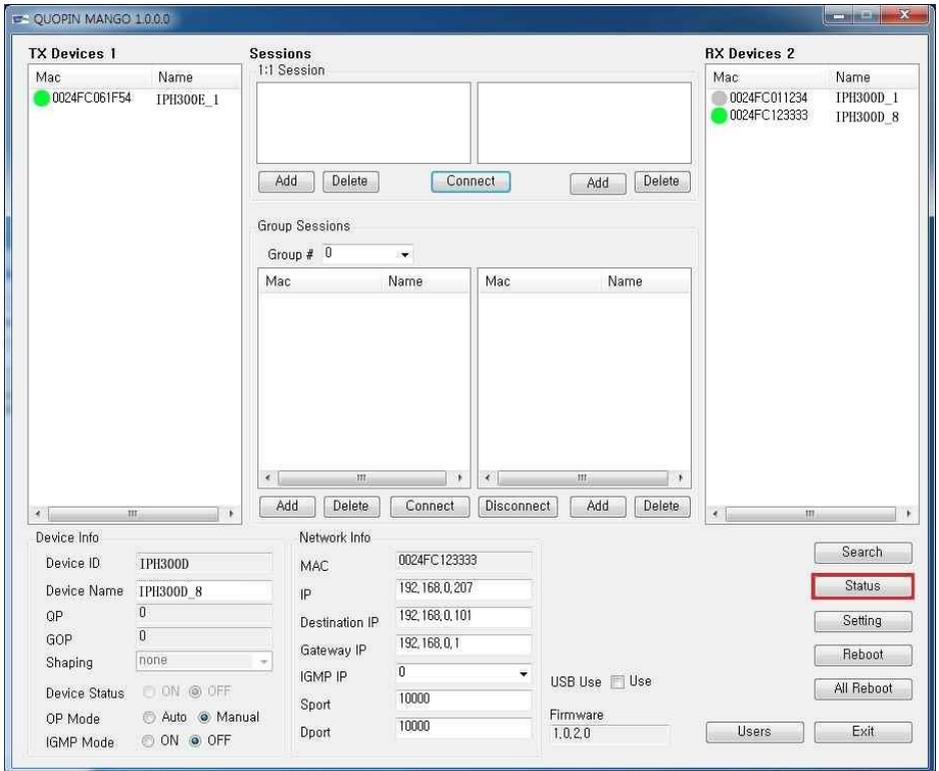 QUOPIN MANGO 1.0.0.0
TX Devices 1
Mac Name
0024FC061F54 IPH300E_1
Sessions
1:1 Session
Add Delete Connect Add Delete
Group Sessions
Group # 0
Mac Name Mac Name
Add Delete Connect Disconnect Add Delete
RX Devices 2
Mac Name
0024FC011234 IPH300D_1
0024FC123333 IPH300D_8
Device Info
Device ID IPH300D
Device Name IPH300D_8
QP 0
GOP 0
Shaping none
Device Status ON OFF
OP Mode Auto Manual
IGMP Mode ON OFF
Network Info
MAC 0024FC123333
IP 192,168,0,207
Destination IP 192,168,0,101
Gateway IP 192,168,0,1
IGMP IP 0
Sport 10000
Dport 10000
USB Use Use
Firmware
1,0,2,0
Search
Status
Setting
Reboot
All Reboot
Users Exit